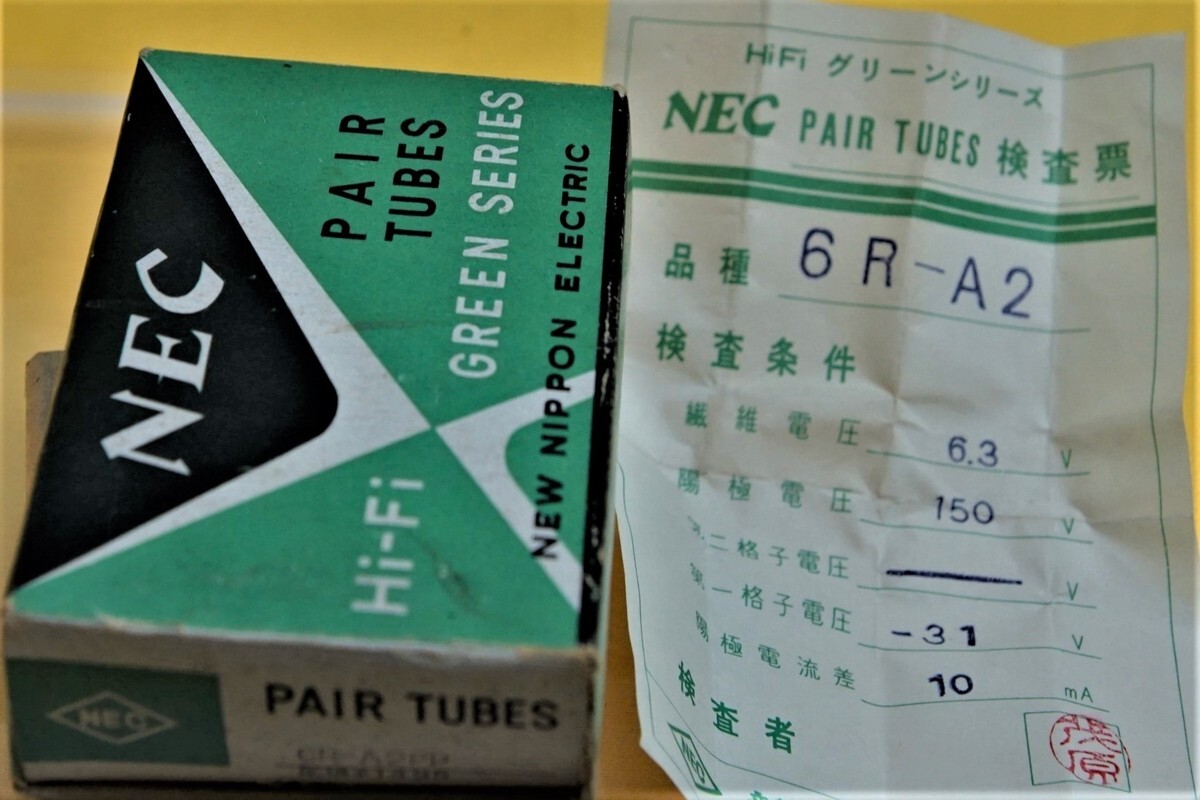 NEC
PAIR
TUBES
GREEN SERIES
NEW NIPPON ELECTRIC
Hi-Fi
NEC
PAIR TUBES
HiFi グリーンシリーズ
NEC PAIR TUBES 検査票
品種 6R-A2
検査条件
繊維電圧 6.3 V
陽極電圧 150 V
第二格子電圧 — V
第一格子電圧 -31 V
陽極電流差 10 mA
検査者
NEC